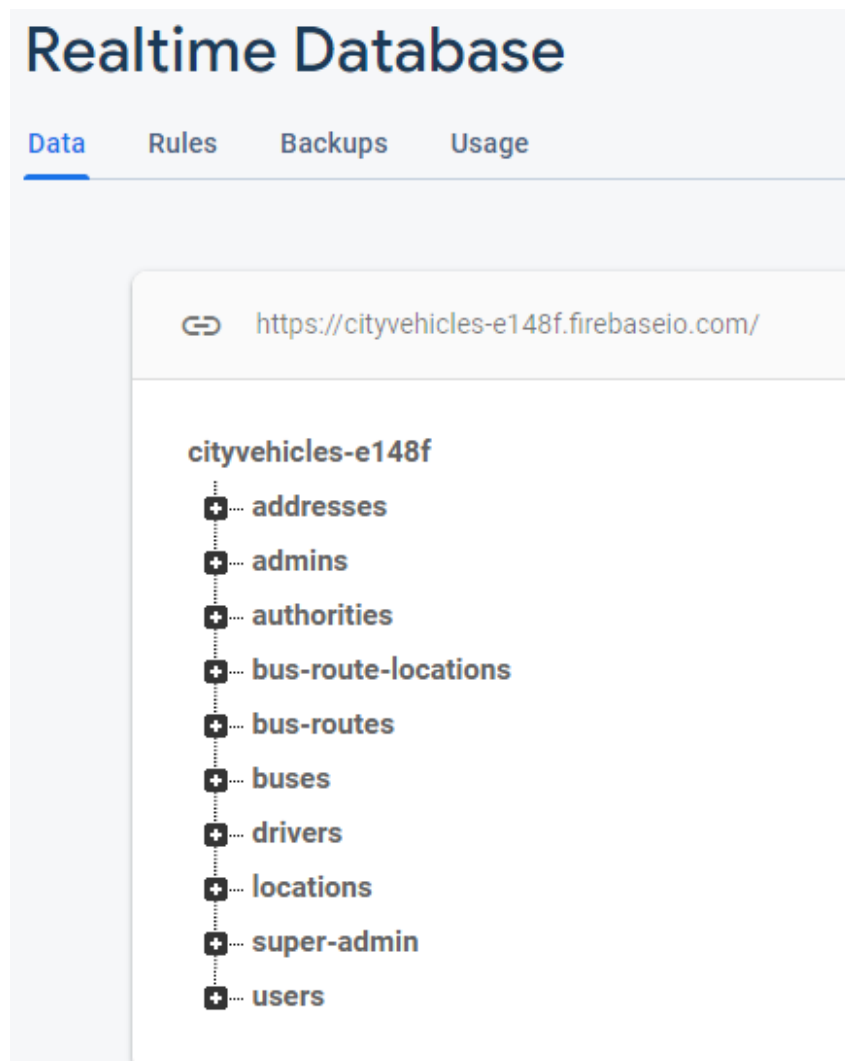 Realtime Database
Data Rules Backups Usage
https://cityvehicles-e148f.firebaseio.com/
cityvehicles-e148f
addresses
admins
authorities
bus-route-locations
bus-routes
buses
drivers
locations
super-admin
users